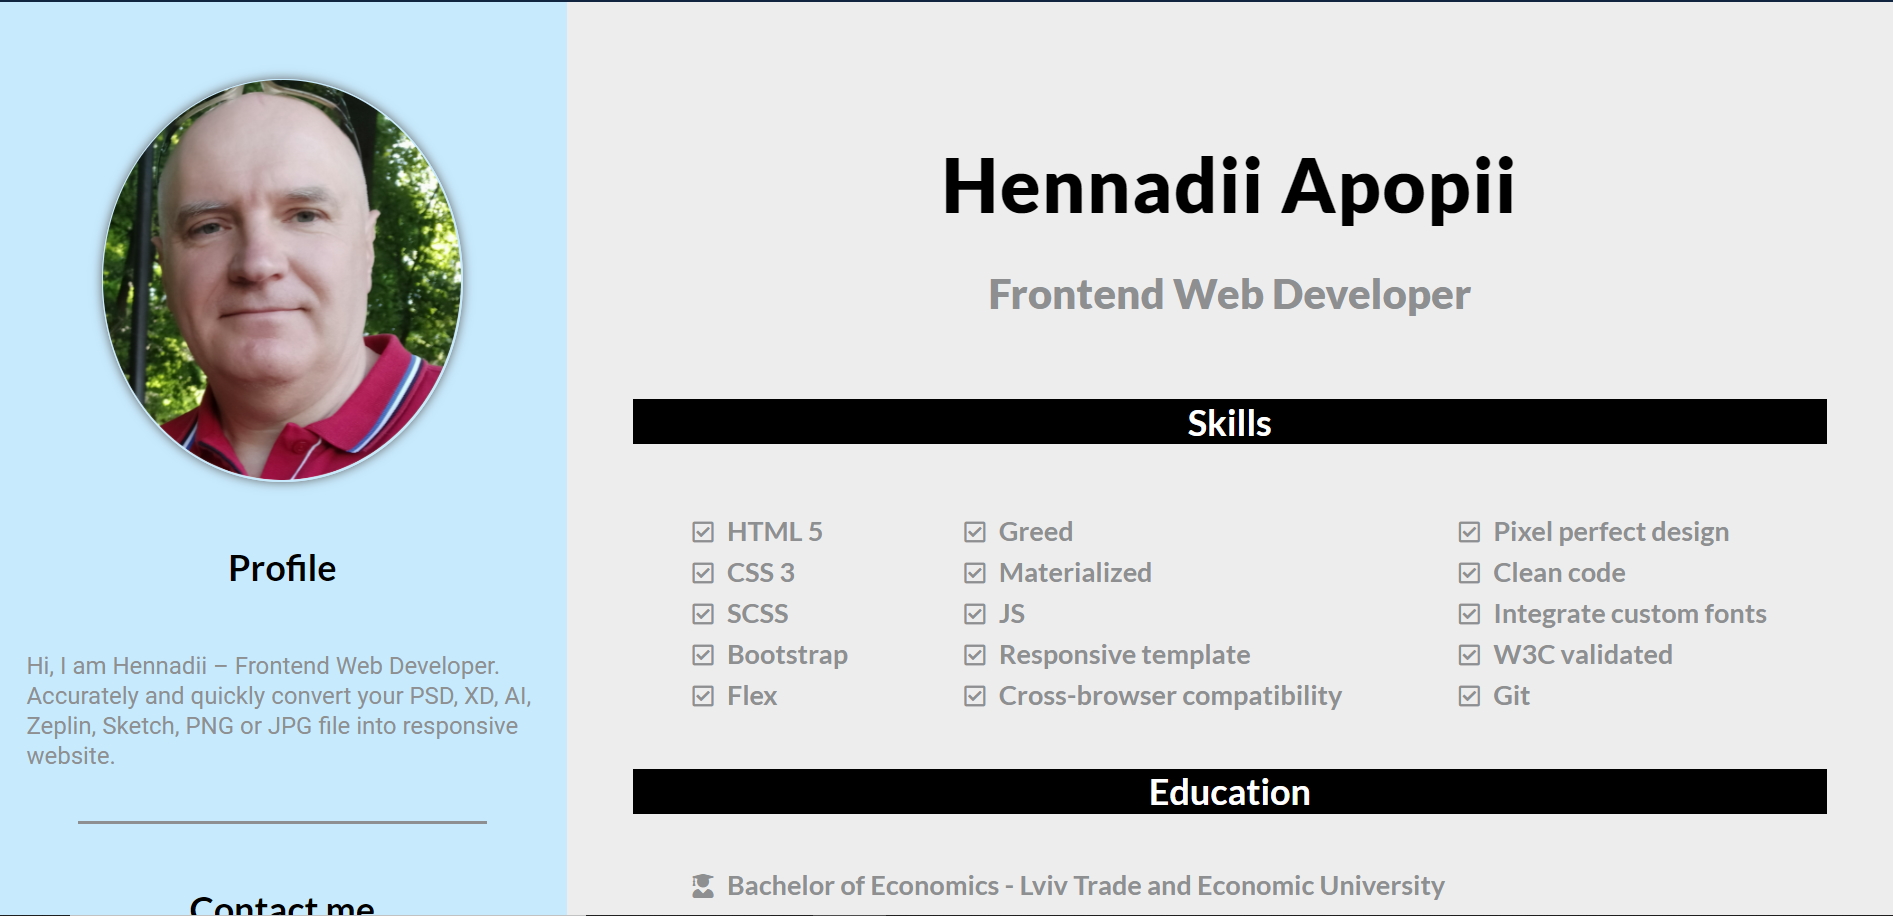 Profile
Hi, I am Hennadii – Frontend Web Developer.
Accurately and quickly convert your PSD, XD, AI,
Zeplin, Sketch, PNG or JPG file into responsive
website.
Contact me
Hennadii Apopii
Frontend Web Developer
Skills
HTML 5
CSS 3
SCSS
Bootstrap
Flex
Greed
Materialized
JS
Responsive template
Cross-browser compatibility
Pixel perfect design
Clean code
Integrate custom fonts
W3C validated
Git
Education
Bachelor of Economics - Lviv Trade and Economic University